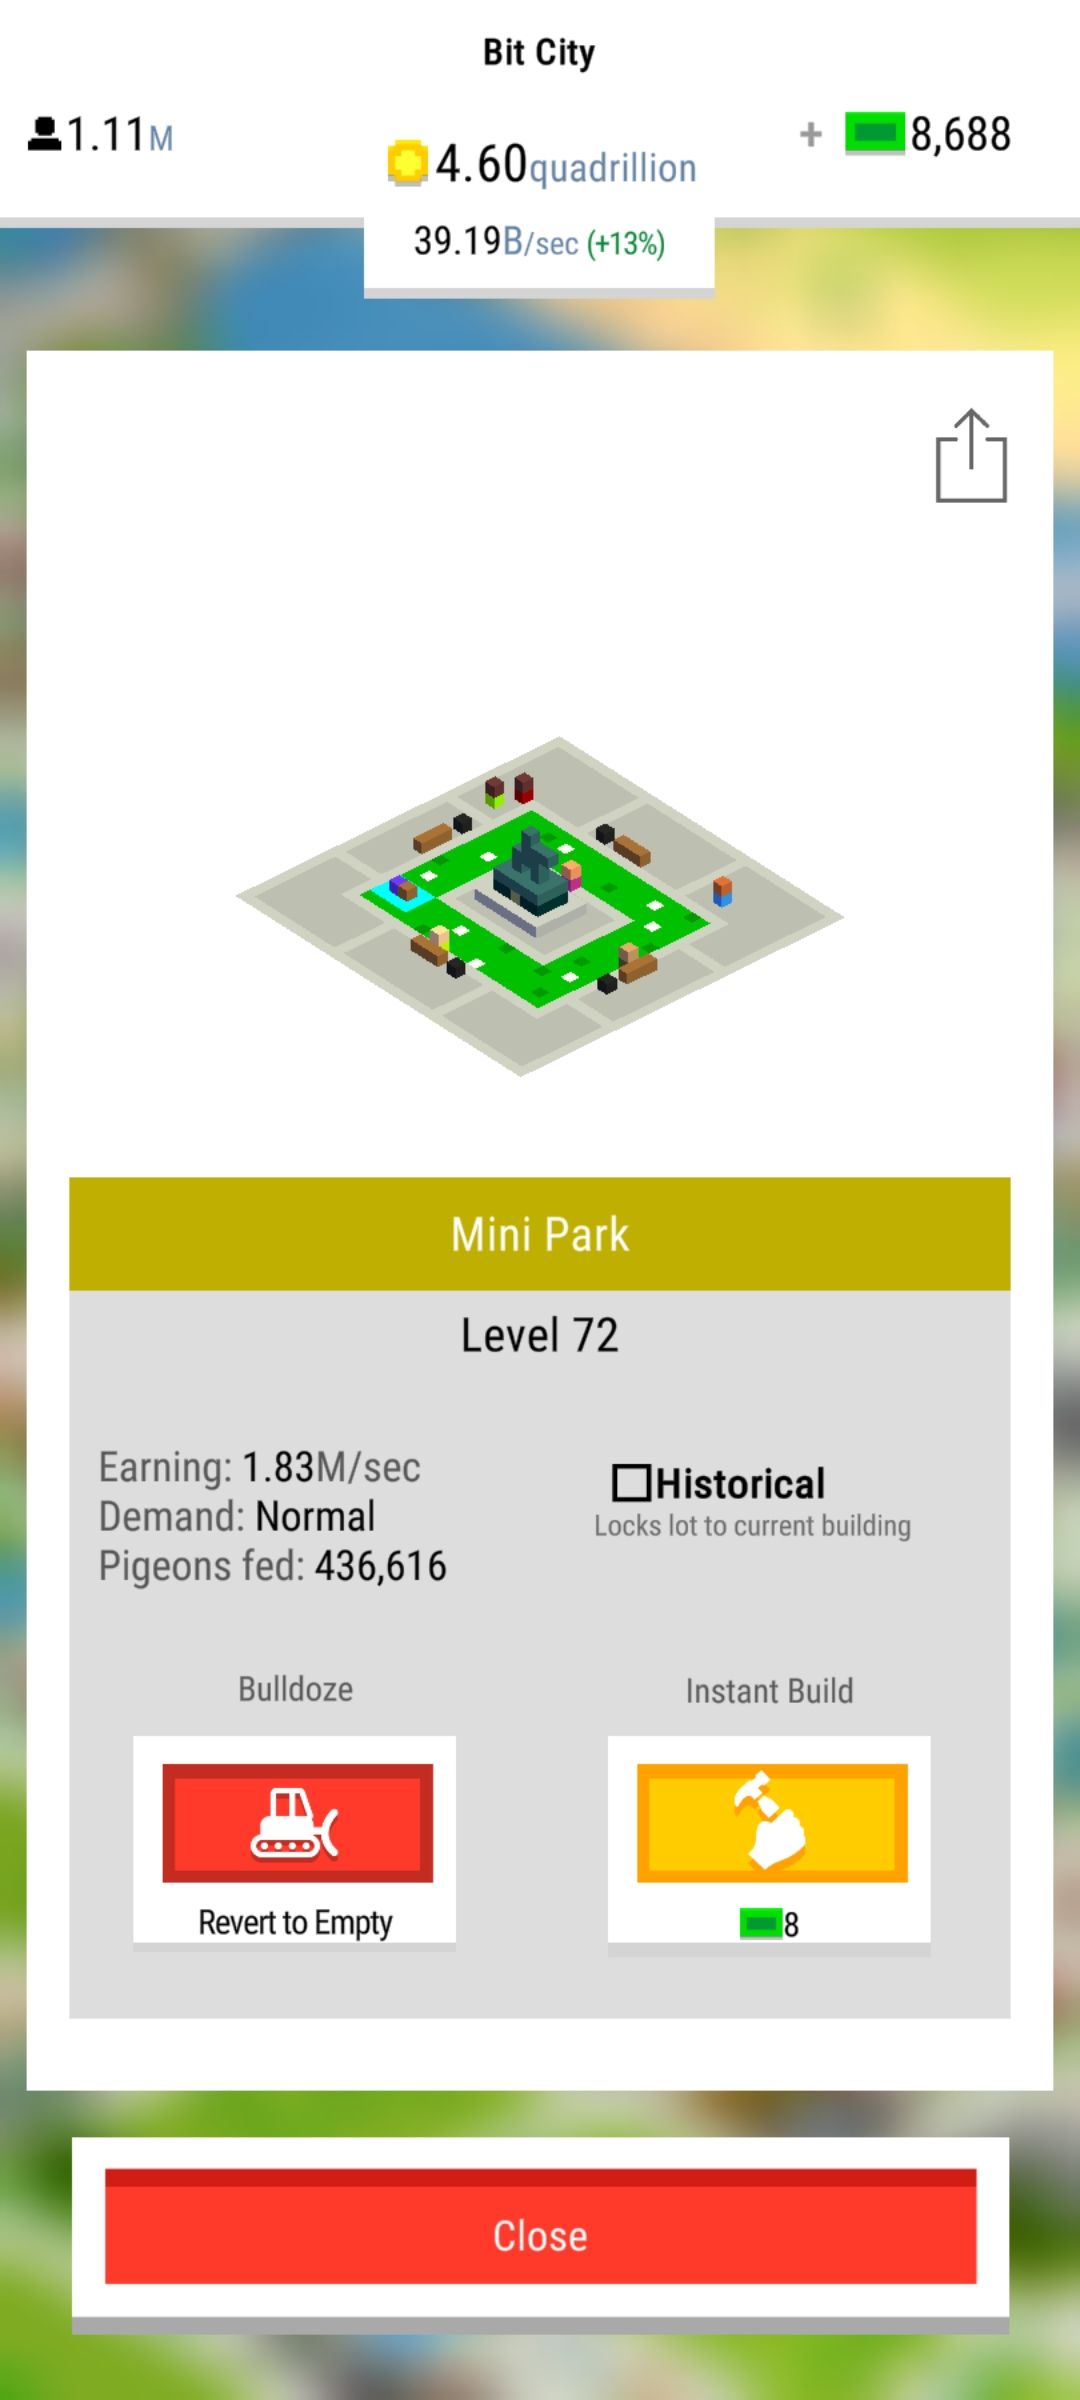 Bit City
1.11M
4.60quadrillion
+ 8,688
39.19B/sec (+13%)
Mini Park
Level 72
Earning: 1.83M/sec
Demand: Normal
Pigeons fed: 436,616
Historical
Locks lot to current building
Bulldoze
Instant Build
Revert to Empty
8
Close